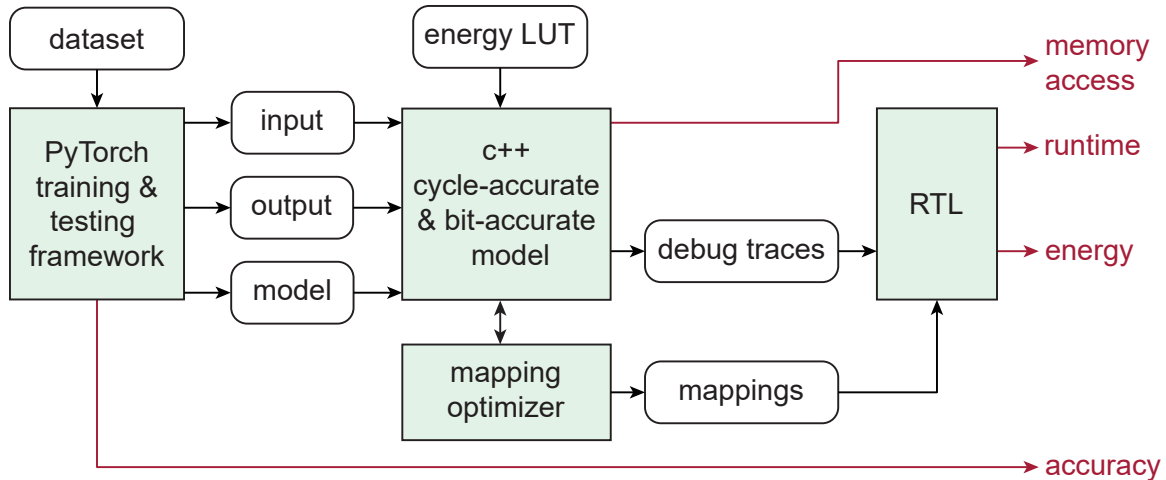 dataset
energy LUT
memory
access
input
PyTorch
training &
testing
framework
c++
cycle-accurate
& bit-accurate
model
runtime
output
RTL
debug traces
energy
model
mapping
optimizer
mappings
accuracy